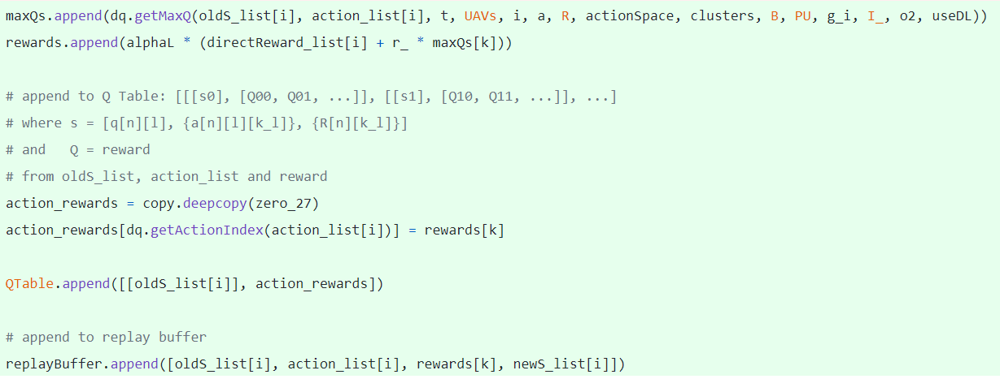 maxQs.append(dq.getMaxQ(oldS_list[i], action_list[i], t, UAVs, i, a, R, actionSpace, clusters, B, PU, g_i, I_, o2, useDL))
rewards.append(alphaL * (directReward_list[i] + r_ * maxQs[k]))
# append to Q Table: [[[s0], [Q00, Q01, ...]], [[s1], [Q10, Q11, ...]], ...]
# where s = [q[n][l], {a[n][l][k_l]}, {R[n][k_l]}]
# and   Q = reward
# from oldS_list, action_list and reward
action_rewards = copy.deepcopy(zero_27)
action_rewards[dq.getActionIndex(action_list[i])] = rewards[k]
QTable.append([[oldS_list[i]], action_rewards])
# append to replay buffer
replayBuffer.append([oldS_list[i], action_list[i], rewards[k], newS_list[i]])